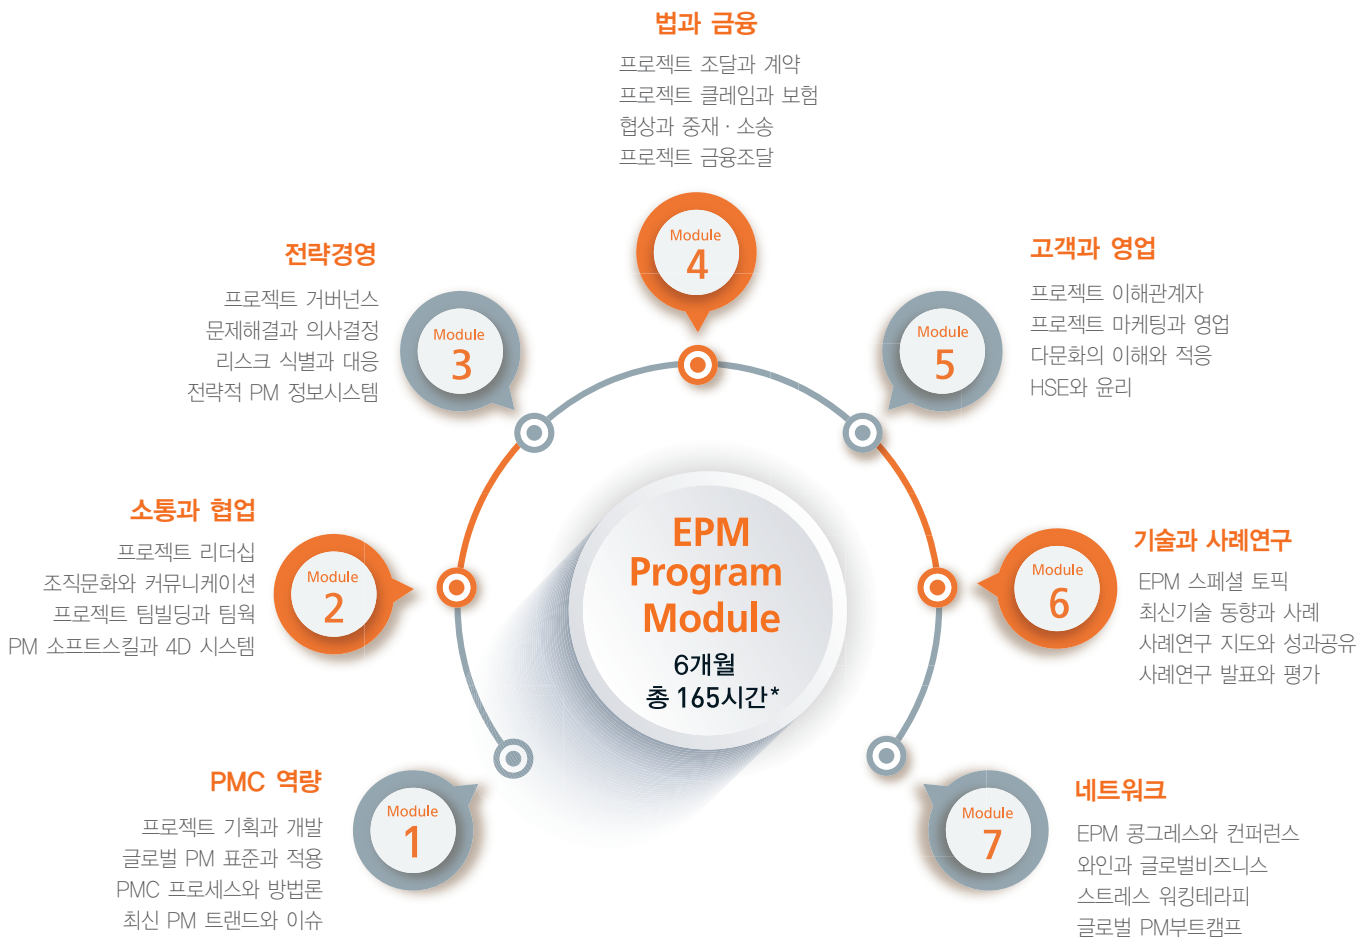 법과 금융
프로젝트 조달과 계약
프로젝트 클레임과 보험
협상과 중재 · 소송
프로젝트 금융조달
Module
4
전략경영
프로젝트 거버넌스
문제해결과 의사결정
리스크 식별과 대응
전략적 PM 정보시스템
Module
3
고객과 영업
프로젝트 이해관계자
프로젝트 마케팅과 영업
다문화의 이해와 적응
HSE와 윤리
Module
5
소통과 협업
프로젝트 리더십
조직문화와 커뮤니케이션
프로젝트 팀빌딩과 팀웍
PM 소프트스킬과 4D 시스템
Module
2
EPM
Program
Module
6개월
총 165시간*
기술과 사례연구
EPM 스페셜 토픽
최신기술 동향과 사례
사례연구 지도와 성과공유
사례연구 발표와 평가
Module
6
PMC 역량
프로젝트 기획과 개발
글로벌 PM 표준과 적용
PMC 프로세스와 방법론
최신 PM 트랜드와 이슈
Module
1
네트워크
EPM 콩그레스와 컨퍼런스
와인과 글로벌비즈니스
스트레스 워킹테라피
글로벌 PM부트캠프
Module
7